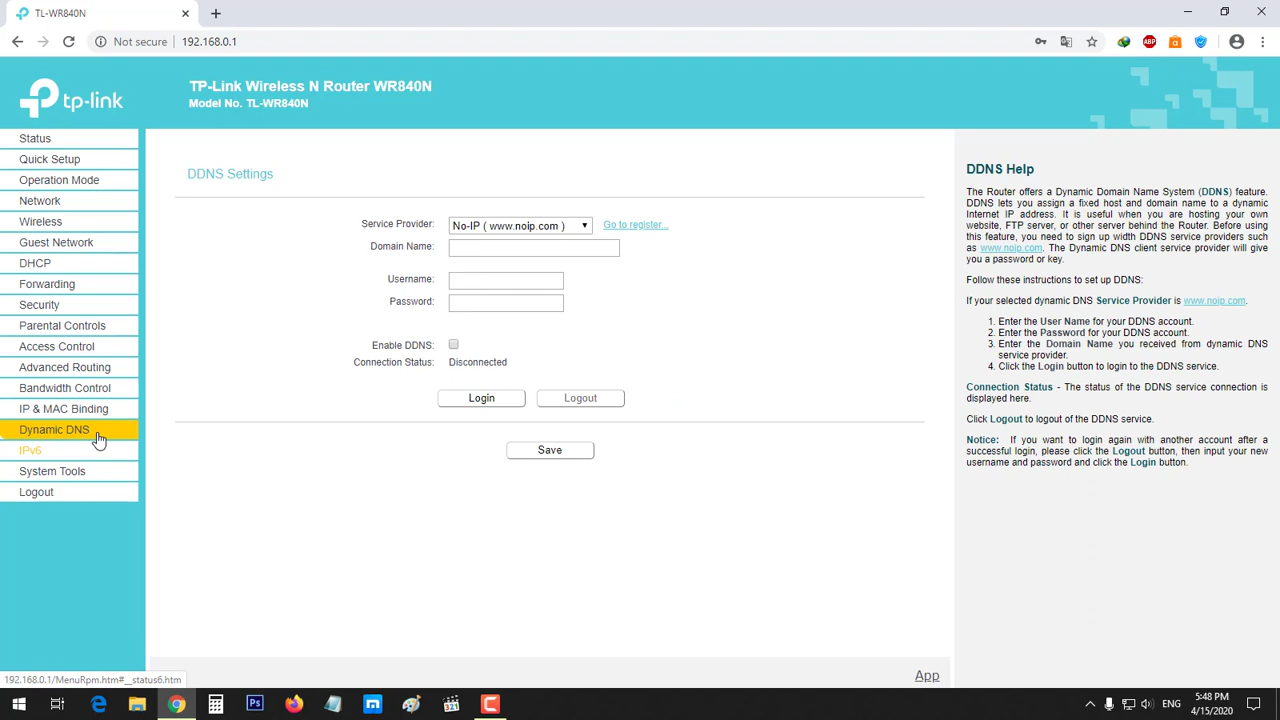 TL-WR840N
Not secure
192.168.0.1
ABP
tp-link
TP-Link Wireless N Router WR840N
Model No. TL-WR840N
Status
Quick Setup
Operation Mode
Network
Wireless
Guest Network
DHCP
Forwarding
Security
Parental Controls
Access Control
Advanced Routing
Bandwidth Control
IP & MAC Binding
Dynamic DNS
IPv6
System Tools
Logout
DDNS Settings
Service Provider: No-IP ( www.noip.com ) Go to register...
Domain Name:
Username:
Password:
Enable DDNS:
Connection Status: Disconnected
Login Logout
Save
App
DDNS Help
The Router offers a Dynamic Domain Name System (DDNS) feature.
DDNS lets you assign a fixed host and domain name to a dynamic
Internet IP address. It is useful when you are hosting your own
website, FTP server, or other server behind the Router. Before using
this feature, you need to sign up width DDNS service providers such
as www.noip.com. The Dynamic DNS client service provider will give
you a password or key.
Follow these instructions to set up DDNS:
If your selected dynamic DNS Service Provider is www.noip.com.
1. Enter the User Name for your DDNS account.
2. Enter the Password for your DDNS account.
3. Enter the Domain Name you received from dynamic DNS
service provider.
4. Click the Login button to login to the DDNS service.
Connection Status - The status of the DDNS service connection is
displayed here.
Click Logout to logout of the DDNS service.
Notice: If you want to login again with another account after a
successful login, please click the Logout button, then input your new
username and password and click the Login button.
192.168.0.1/MenuRpm.htm#__status6.htm
ENG
5:48 PM
4/15/2020